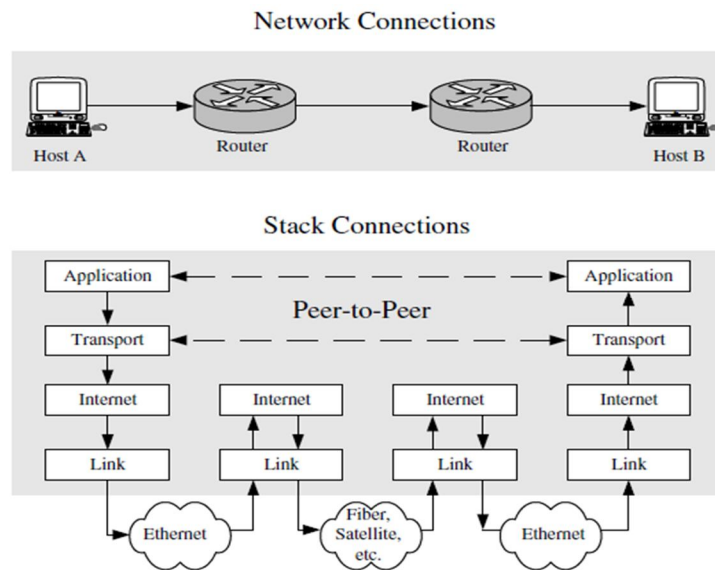 Network Connections
Host A
Router
Router
Host B
Stack Connections
Application
Application
Peer-to-Peer
Transport
Transport
Internet
Internet
Internet
Internet
Link
Link
Link
Link
Ethernet
Fiber,
Satellite,
etc.
Ethernet